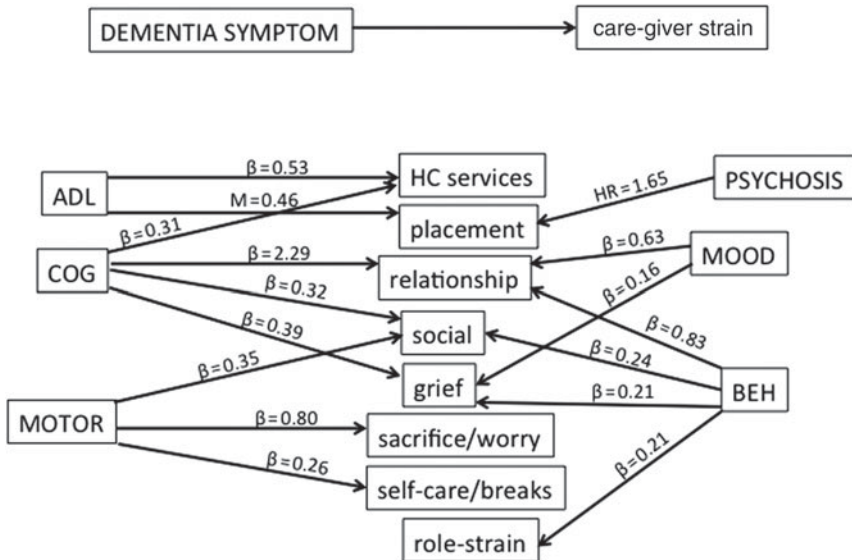 DEMENTIA SYMPTOM
care-giver strain
ADL
β=0.53
HC services
HR=1.65
PSYCHOSIS
M=0.46
placement
β=0.31
COG
β=2.29
relationship
β=0.63
MOOD
β=0.32
β=0.16
β=0.39
social
β=0.83
β=0.35
β=0.24
grief
β=0.21
BEH
MOTOR
β=0.80
sacrifice/worry
β=0.26
self-care/breaks
β=0.21
role-strain